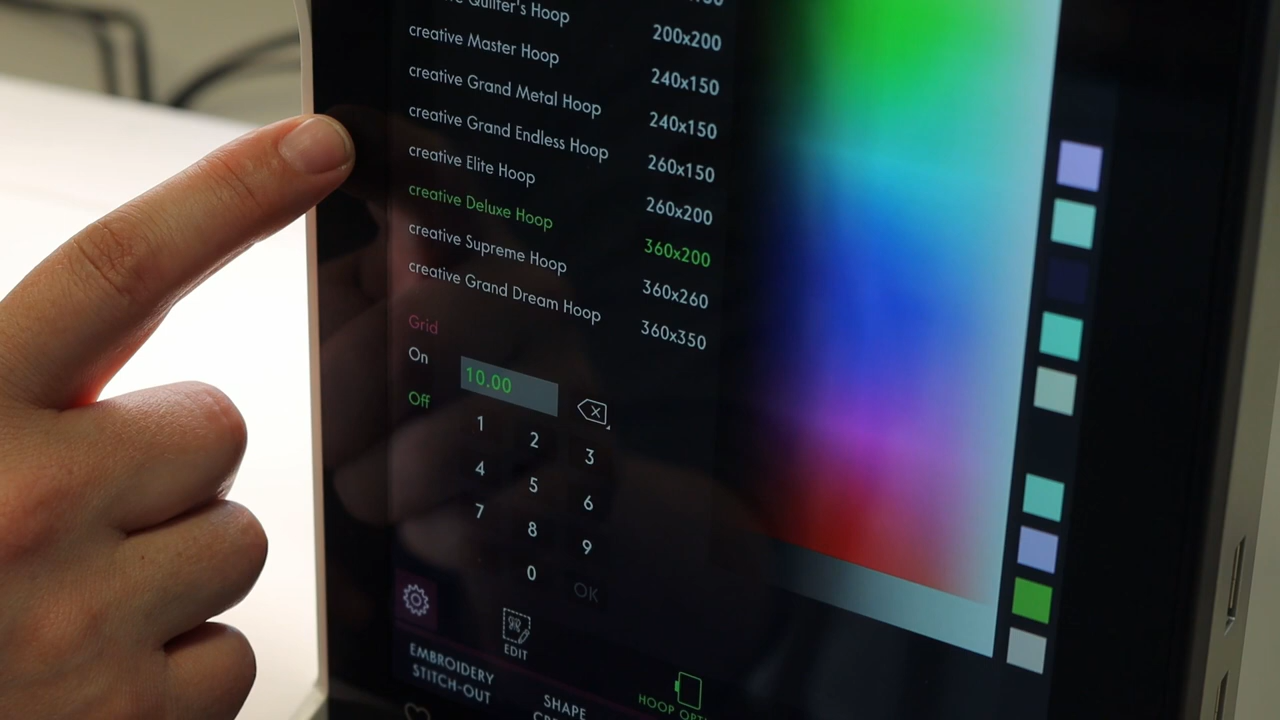 Quilter's Hoop
200x200
creative Master Hoop 240x150
creative Grand Metal Hoop 240x150
creative Grand Endless Hoop 260x150
creative Elite Hoop 260x200
creative Deluxe Hoop 360x200
creative Supreme Hoop 360x260
creative Grand Dream Hoop 360x350
Grid
On
10.00
Off
1 2 3
4 5 6
7 8 9
0 OK
EDIT
EMBROIDERY
STITCH-OUT
SHAPE
HOOP